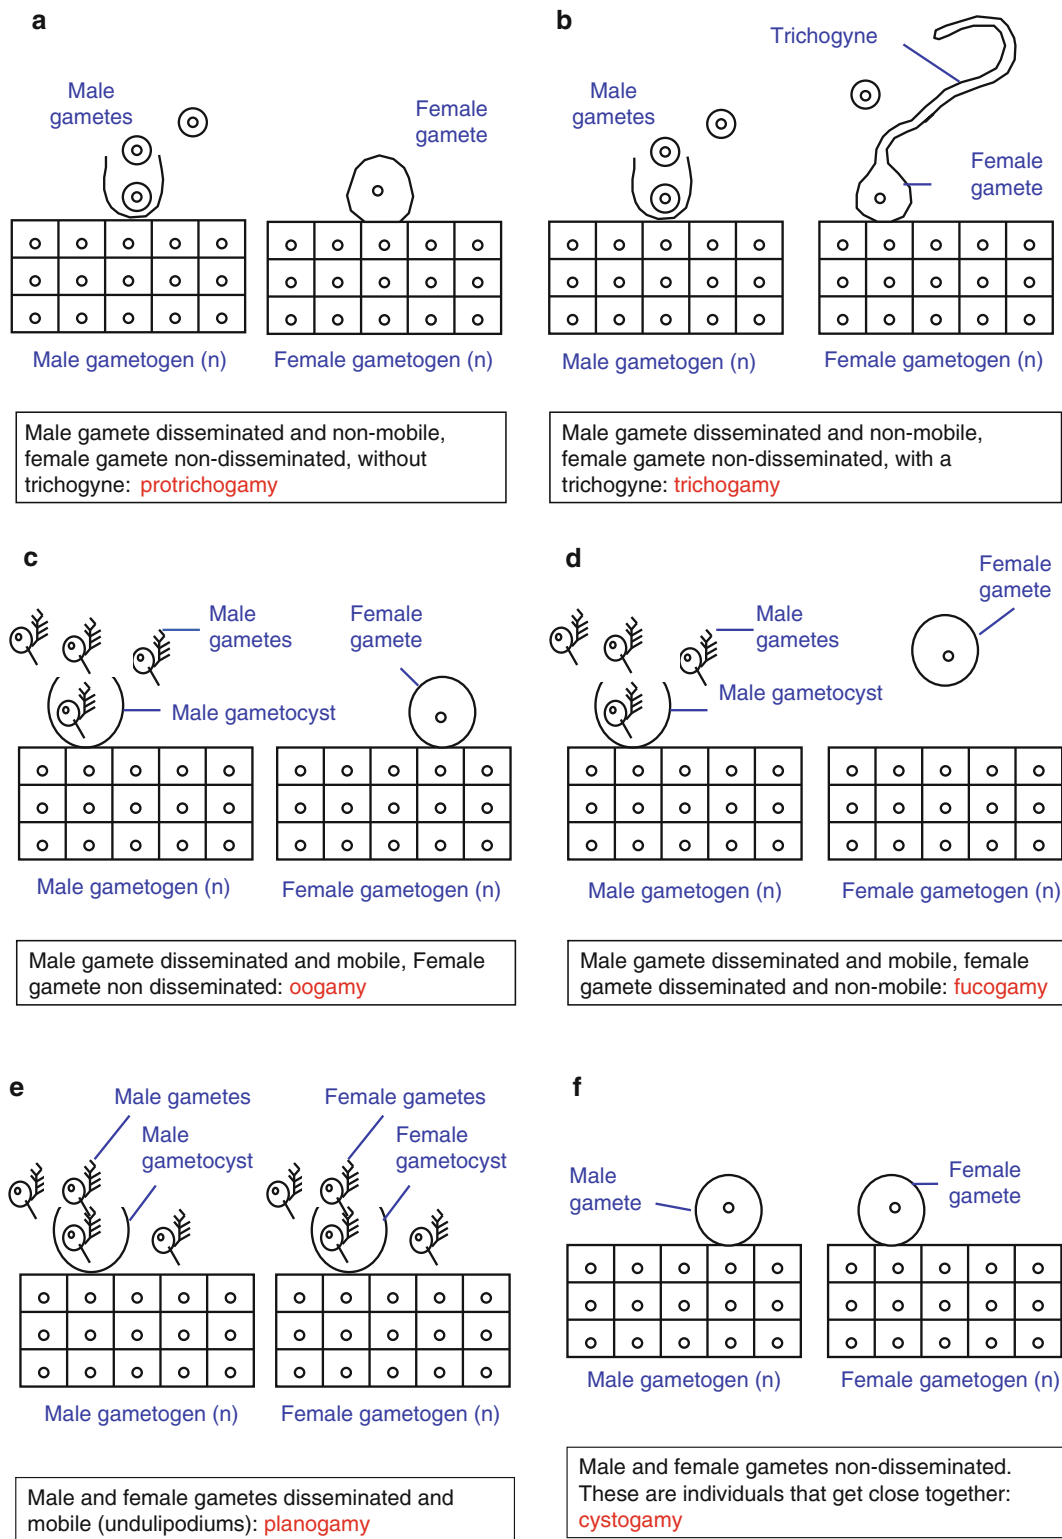 a
Male
gametes
Female
gamete
Male gametogen (n)
Female gametogen (n)
Male gamete disseminated and non-mobile,
female gamete non-disseminated, without
trichogyne: protrichogamy
b
Trichogyne
Male
gametes
Female
gamete
Male gametogen (n)
Female gametogen (n)
Male gamete disseminated and non-mobile,
female gamete non-disseminated, with a
trichogyne: trichogamy
c
Male
gametes
Female
gamete
Male gametocyst
Male gametogen (n)
Female gametogen (n)
Male gamete disseminated and mobile, Female
gamete non disseminated: oogamy
d
Male
gametes
Female
gamete
Male gametocyst
Male gametogen (n)
Female gametogen (n)
Male gamete disseminated and mobile, female
gamete disseminated and non-mobile: fucogamy
e
Male gametes
Male
gametocyst
Female gametes
Female
gametocyst
Male gametogen (n)
Female gametogen (n)
Male and female gametes disseminated and
mobile (undulipodiums): planogamy
f
Male
gamete
Female
gamete
Male gametogen (n)
Female gametogen (n)
Male and female gametes non-disseminated.
These are individuals that get close together:
cystogamy